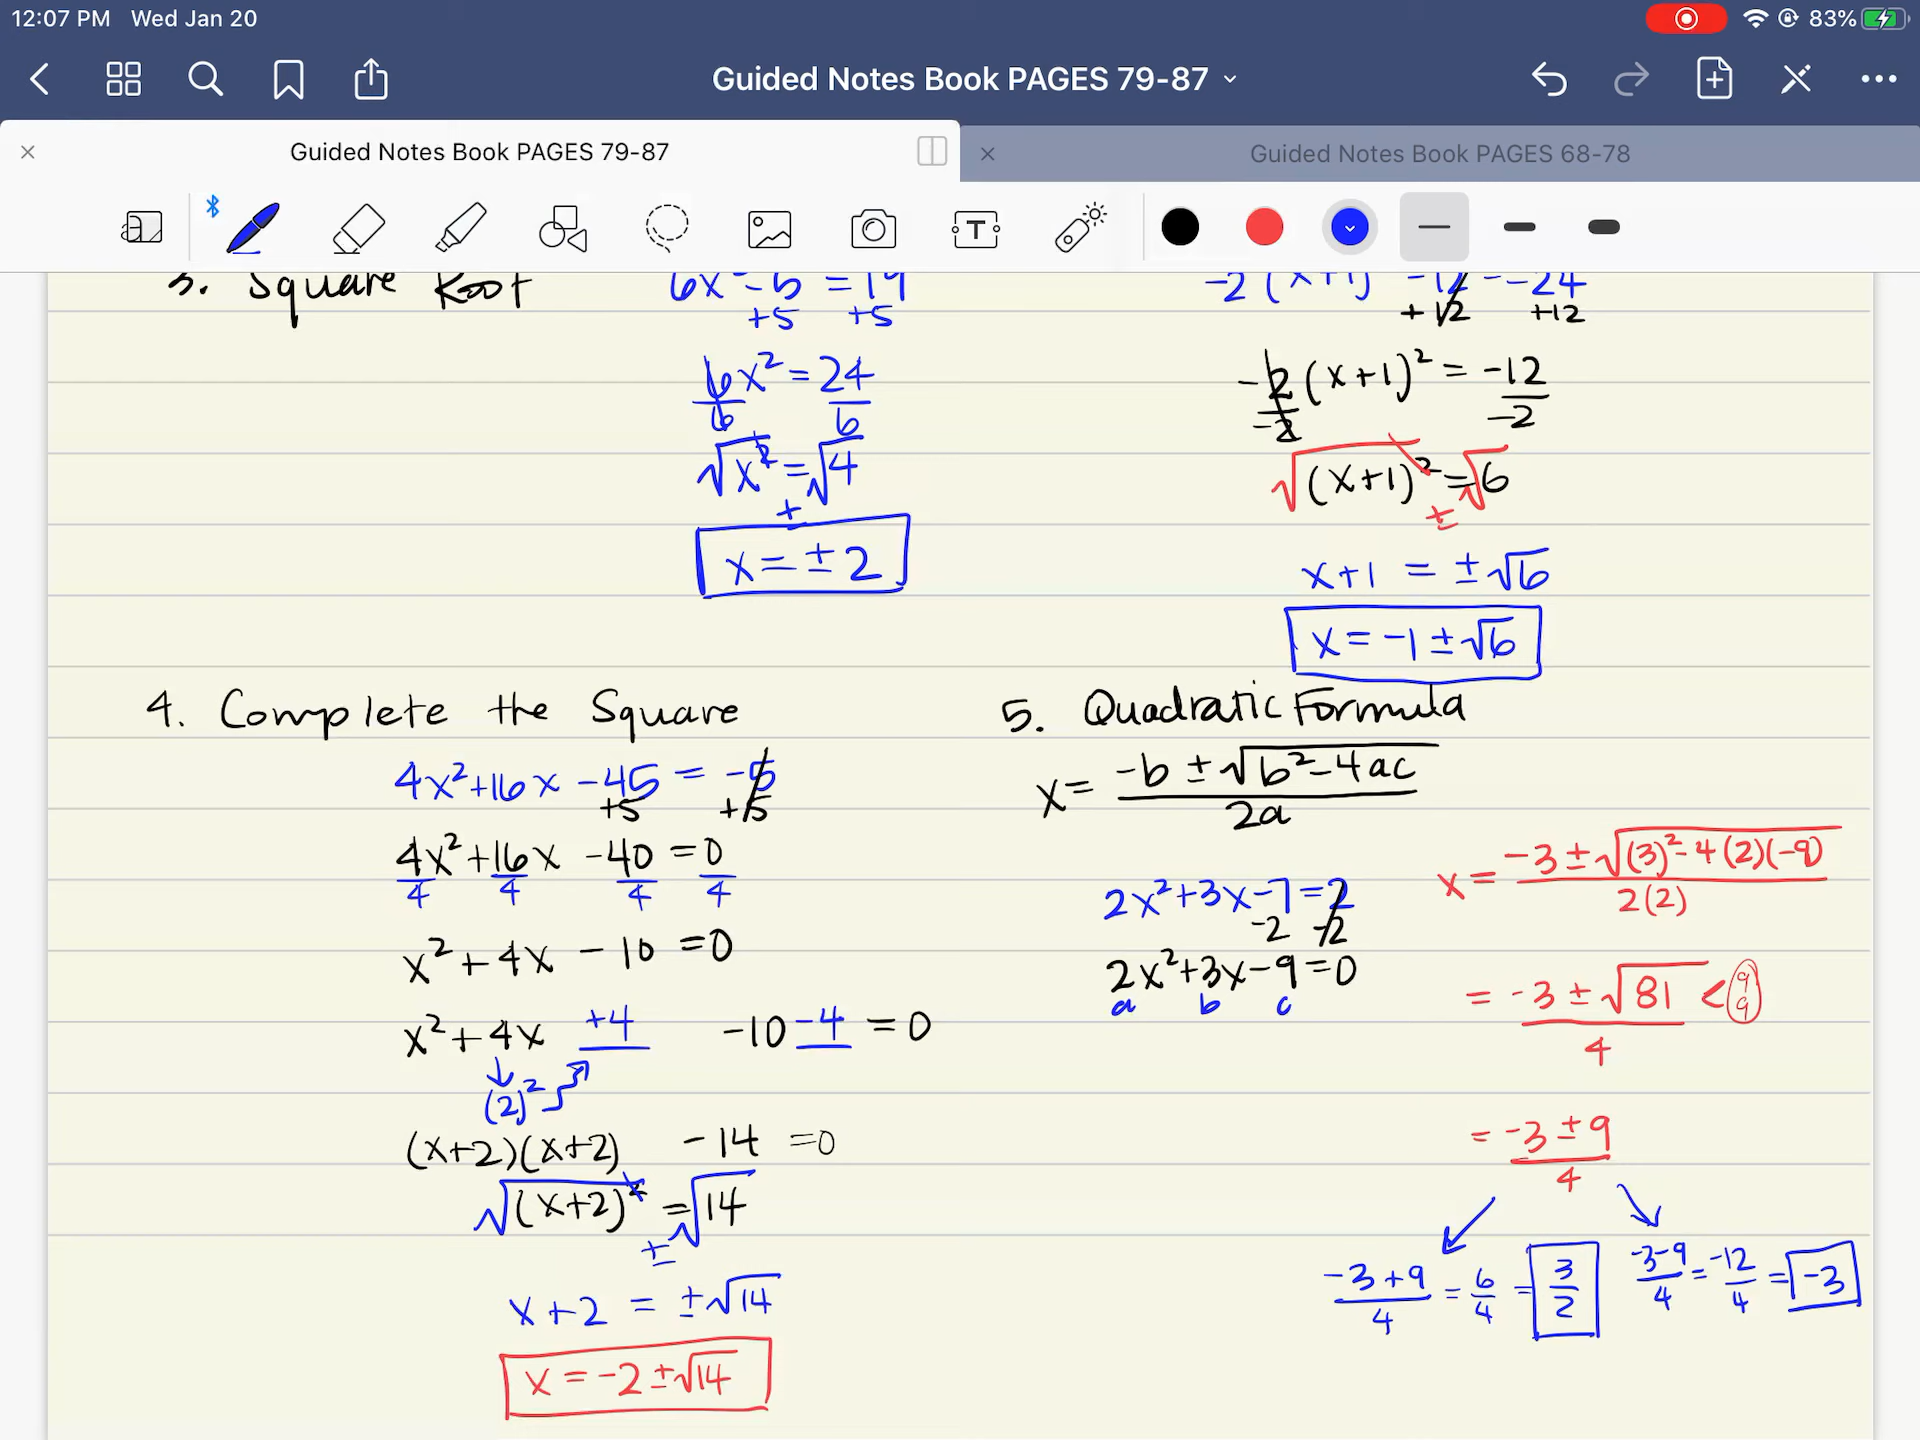 12:07 PM Wed Jan 20
83%
Guided Notes Book PAGES 79-87
Guided Notes Book PAGES 79-87
Guided Notes Book PAGES 68-78
3. Square Root
6x² - 5 = 19
+5 +5
6x² = 24
6 6
√x² = √4
±
x = ± 2
-2(x+1)² -12 = -24
+12 +12
-2(x+1)² = -12
-2 -2
√(x+1)² = √6
±
x+1 = ±√6
x = -1 ± √6
4. Complete the Square
4x² + 16x - 45 = -5
+5 +5
4x² + 16x - 40 = 0
4 4 4 4
x² + 4x - 10 = 0
x² + 4x +4 -10 -4 = 0
(2)²
(x+2)(x+2) - 14 = 0
√(x+2)² = √14
±
x+2 = ±√14
x = -2 ± √14
5. Quadratic Formula
x = -b ± √b² - 4ac
2a
2x² + 3x - 7 = 2
-2 -2
2x² + 3x - 9 = 0
a b c
x = -3 ± √(3)² - 4(2)(-9)
2(2)
= -3 ± √81 < 9
9
4
= -3 ± 9
4
-3+9 = 6 = 3
4 4 2
-3-9 = -12 = -3
4 4